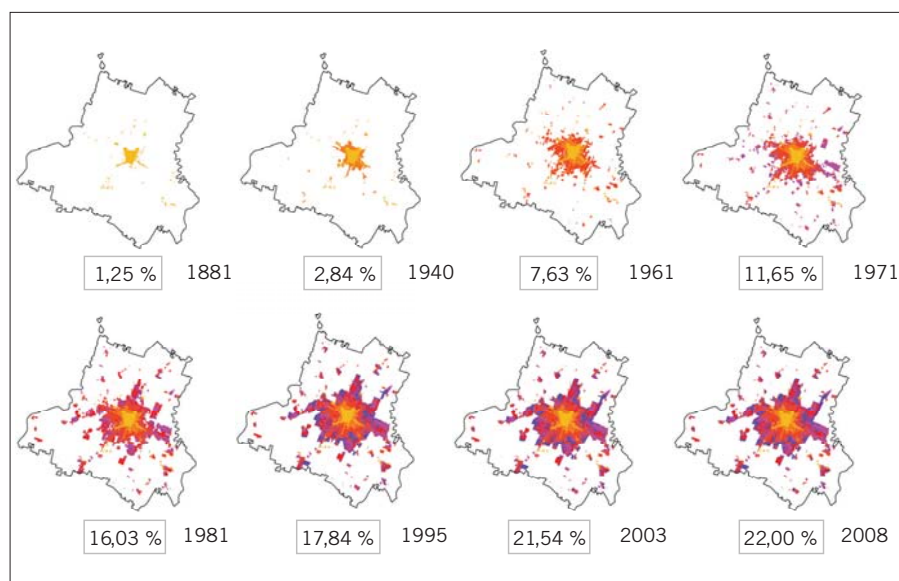 1,25 % 1881
2,84 % 1940
7,63 % 1961
11,65 % 1971
16,03 % 1981
17,84 % 1995
21,54 % 2003
22,00 % 2008